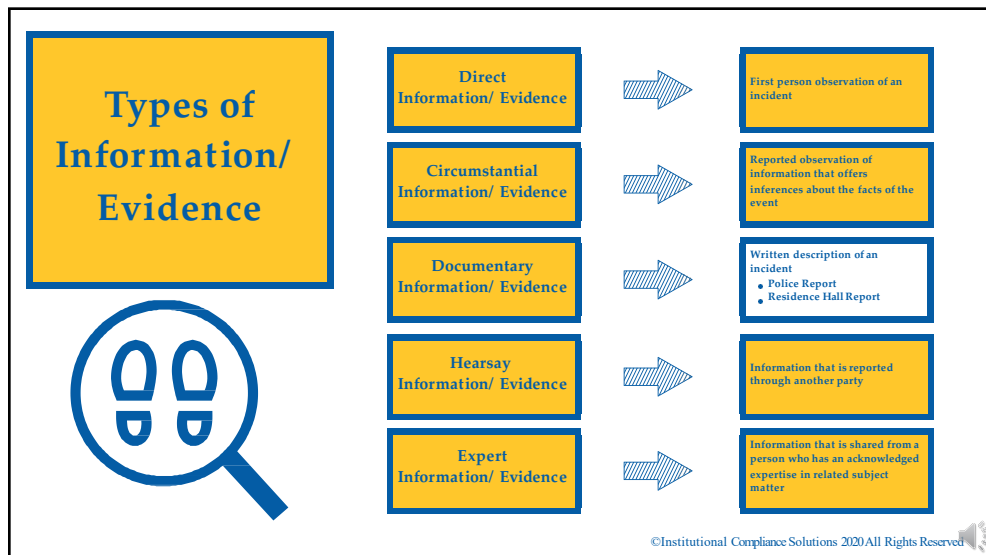 Types of
Information/
Evidence
Direct
Information/ Evidence
First person observation of an
incident
Circumstantial
Information/ Evidence
Reported observation of
information that offers
inferences about the facts of the
event
Documentary
Information/ Evidence
Written description of an
incident
• Police Report
• Residence Hall Report
Hearsay
Information/ Evidence
Information that is reported
through another party
Expert
Information/ Evidence
Information that is shared from a
person who has an acknowledged
expertise in related subject
matter
©Institutional Compliance Solutions 2020 All Rights Reserved